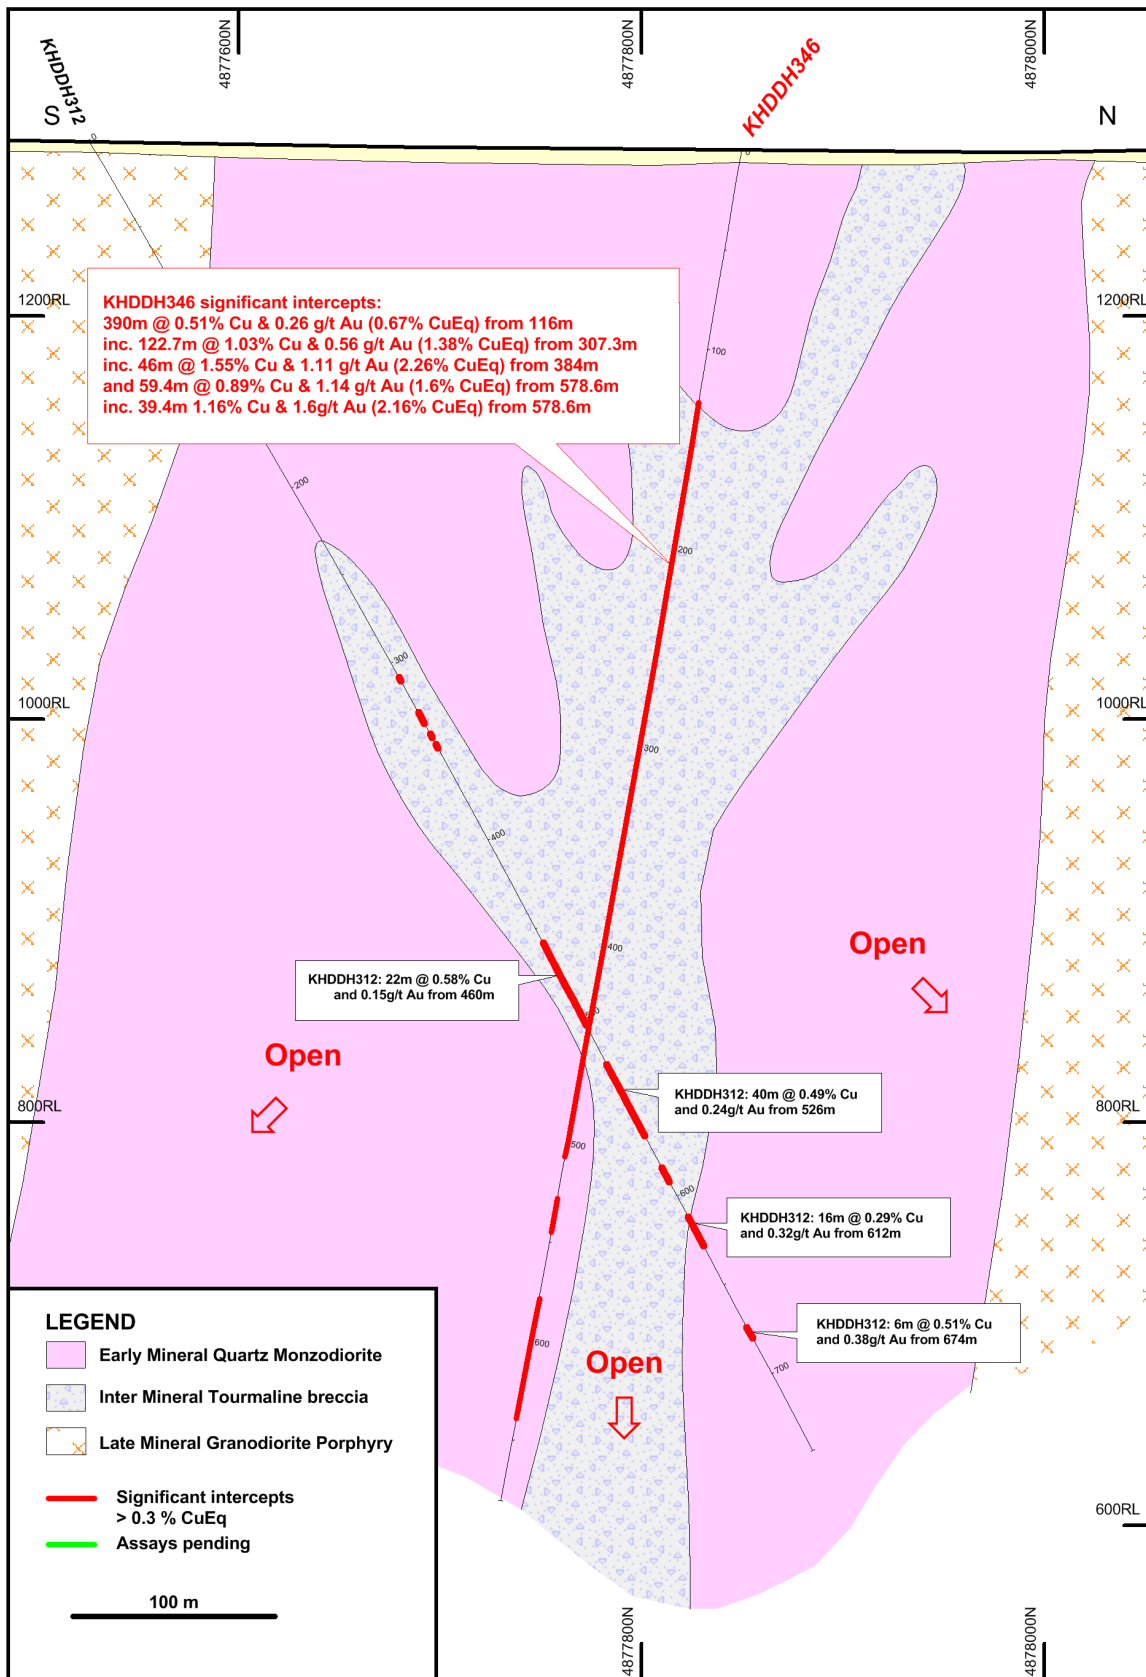 4877600N
4877800N
4878000N
KHDDH312
KHDDH346
S
N
0
0
1200RL
1200RL
KHDDH346 significant intercepts:
390m @ 0.51% Cu & 0.26 g/t Au (0.67% CuEq) from 116m
inc. 122.7m @ 1.03% Cu & 0.56 g/t Au (1.38% CuEq) from 307.3m
inc. 46m @ 1.55% Cu & 1.11 g/t Au (2.26% CuEq) from 384m
and 59.4m @ 0.89% Cu & 1.14 g/t Au (1.6% CuEq) from 578.6m
inc. 39.4m 1.16% Cu & 1.6g/t Au (2.16% CuEq) from 578.6m
100
200
200
300
1000RL
1000RL
300
400
400
Open
KHDDH312: 22m @ 0.58% Cu
and 0.15g/t Au from 460m
Open
KHDDH312: 40m @ 0.49% Cu
and 0.24g/t Au from 526m
800RL
800RL
500
600
KHDDH312: 16m @ 0.29% Cu
and 0.32g/t Au from 612m
KHDDH312: 6m @ 0.51% Cu
and 0.38g/t Au from 674m
600
Open
700
LEGEND
Early Mineral Quartz Monzodiorite
Inter Mineral Tourmaline breccia
Late Mineral Granodiorite Porphyry
Significant intercepts
> 0.3 % CuEq
Assays pending
600RL
100 m
4877800N
4878000N